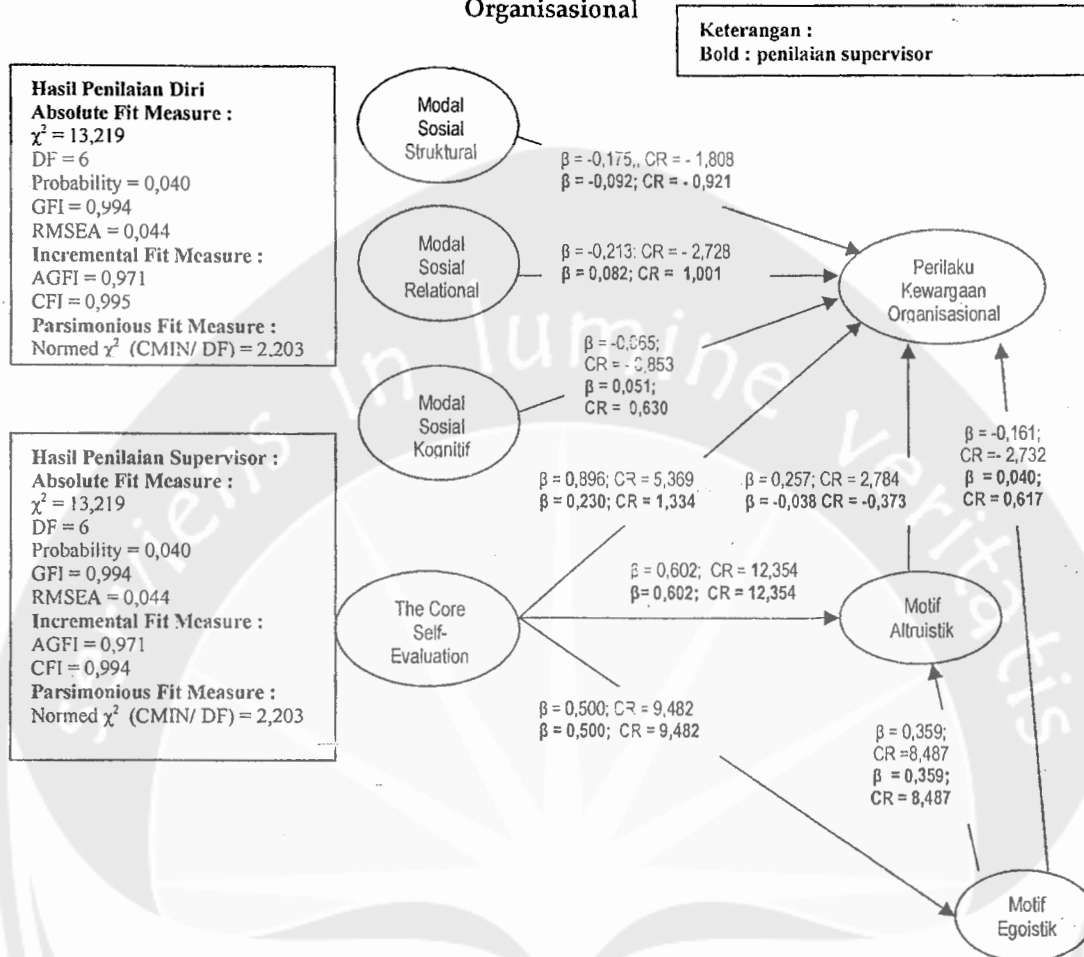 Organisasional
Keterangan :
Bold : penilaian supervisor
Hasil Penilaian Diri
Absolute Fit Measure :
χ² = 13,219
DF = 6
Probability = 0,040
GFI = 0,994
RMSEA = 0,044
Incremental Fit Measure :
AGFI = 0,971
CFI = 0,995
Parsimonious Fit Measure :
Normed χ² (CMIN/ DF) = 2,203
Hasil Penilaian Supervisor :
Absolute Fit Measure :
χ² = 13,219
DF = 6
Probability = 0,040
GFI = 0,994
RMSEA = 0,044
Incremental Fit Measure :
AGFI = 0,971
CFI = 0,994
Parsimonious Fit Measure :
Normed χ² (CMIN/ DF) = 2,203
Modal
Sosial
Struktural
β = -0,175,, CR = - 1,808
β = -0,092; CR = - 0,921
Modal
Sosial
Relational
β = -0,213: CR = - 2,728
β = 0,082; CR = 1,001
Perilaku
Kewargaan
Organisasional
Modal
Sosial
Kognitif
β = -0,065;
CR = - 0,853
β = 0,051;
CR = 0,630
β = 0,896; CR = 5,369
β = 0,230; CR = 1,334
β = 0,257; CR = 2,784
β = -0,038 CR = -0,373
β = -0,161;
CR = - 2,732
β = 0,040;
CR = 0,617
The Core
Self-
Evaluation
β = 0,602; CR = 12,354
β = 0,602; CR = 12,354
Motif
Altruistik
β = 0,500; CR = 9,482
β = 0,500; CR = 9,482
β = 0,359;
CR =8,487
β = 0,359;
CR = 8,487
Motif
Egoistik
serviens in lumine veritatis